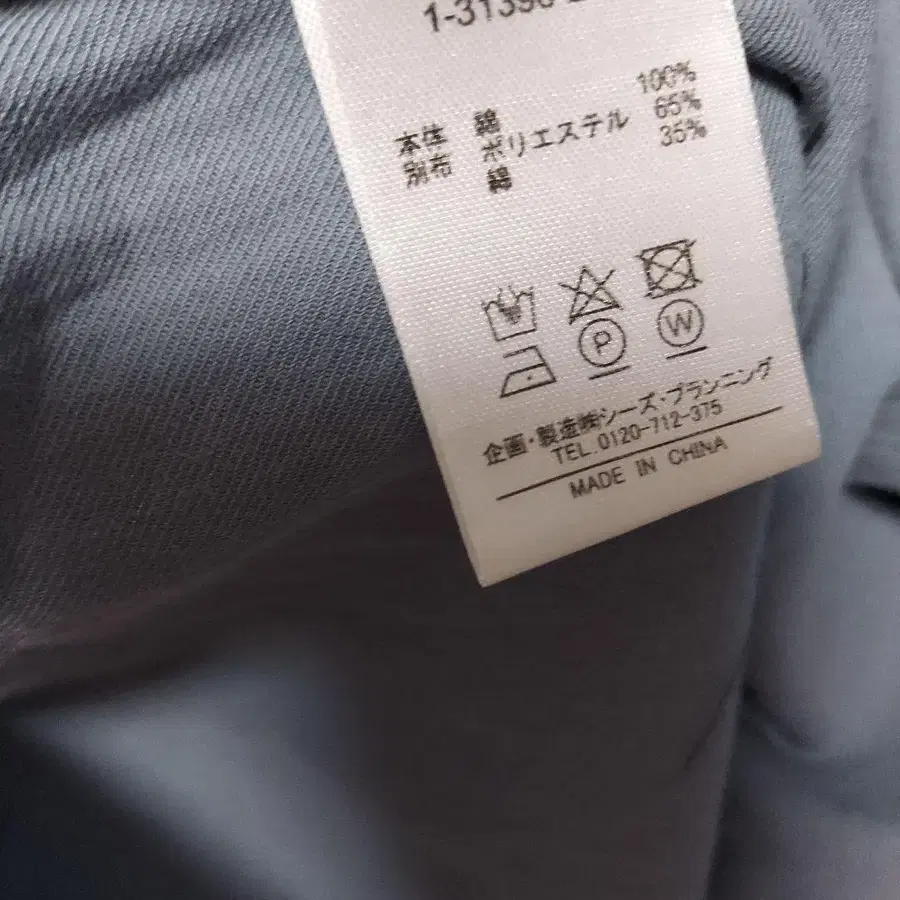 本体 綿 100%
別布 ポリエステル 65%
綿 35%
P W
企画・製造㈱シーズ・プランニング
TEL.0120-712-375
MADE IN CHINA